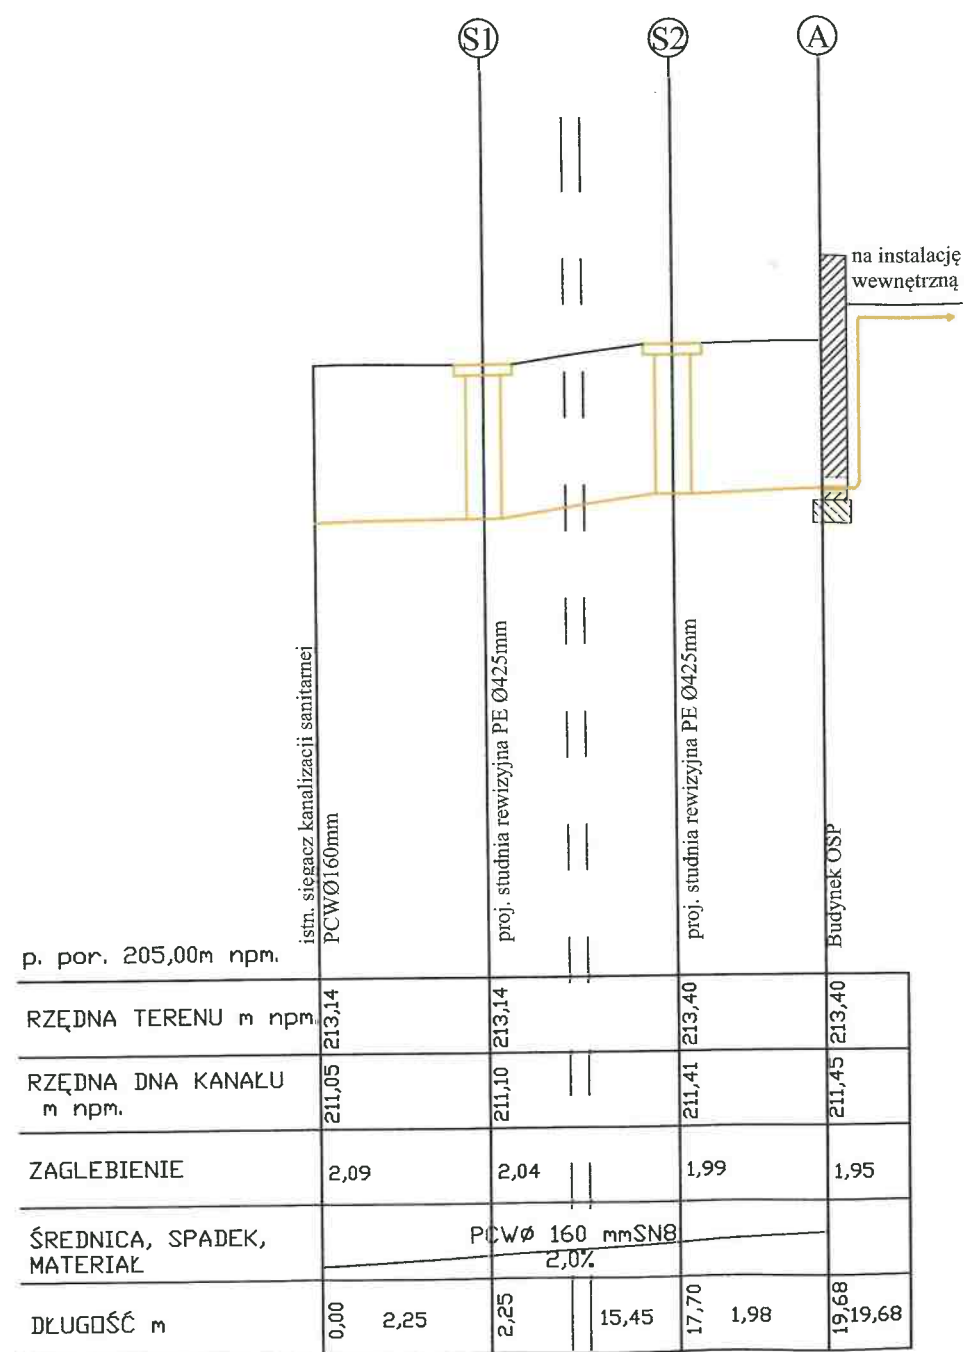 S1
S2
A
na instalację
wewnętrzną
istn. sięgacz kanalizacji sanitarnej
PCWØ160mm
proj. studnia rewizyjna PE Ø425mm
proj. studnia rewizyjna PE Ø425mm
Budynek OSP
p. por. 205,00m npm.
RZĘDNA TERENU m npm.
213,14
213,14
213,40
213,40
RZĘDNA DNA KANAŁU
m npm.
211,05
211,10
211,41
211,45
ZAGLEBIENIE
2,09
2,04
1,99
1,95
ŚREDNICA, SPADEK,
MATERIAŁ
PCWØ 160 mmSN8
2,0%
DŁUGOŚĆ m
0,00
2,25
2,25
15,45
17,70
1,98
19,68
19,68